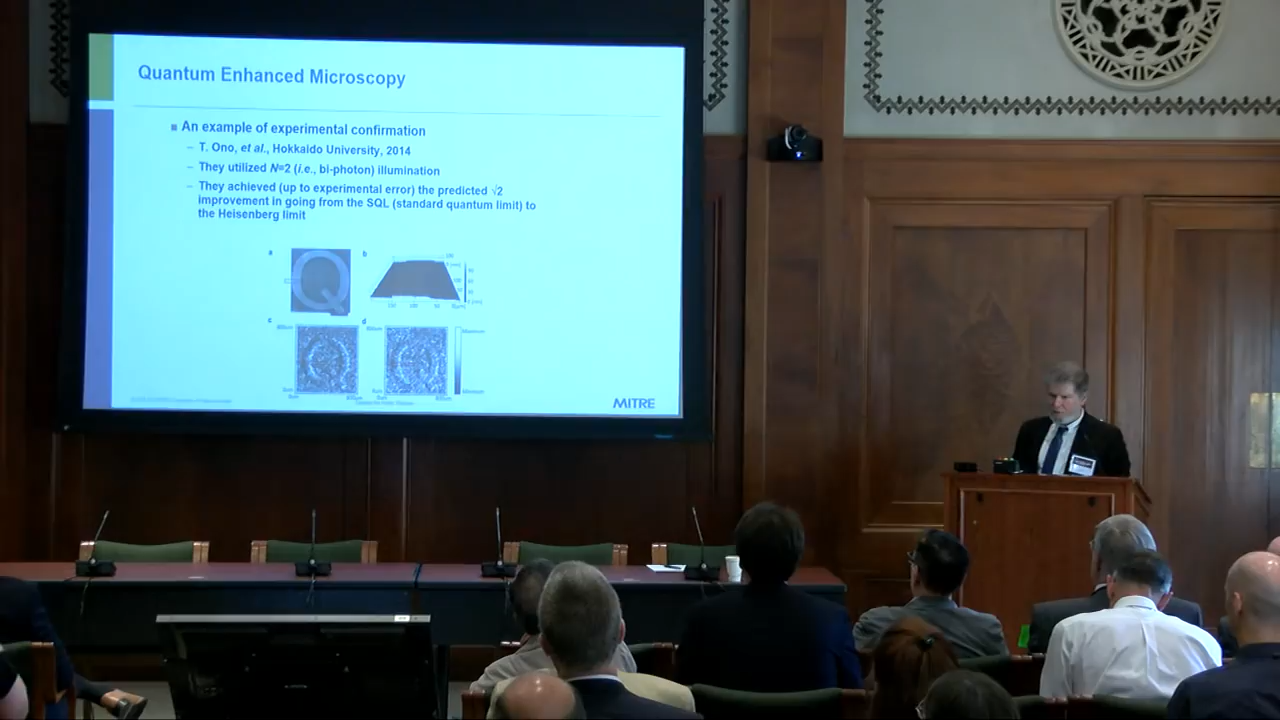 Quantum Enhanced Microscopy
An example of experimental confirmation
– T. Ono, et al., Hokkaido University, 2014
– They utilized N=2 (i.e., bi-photon) illumination
– They achieved (up to experimental error) the predicted √2
improvement in going from the SQL (standard quantum limit) to
the Heisenberg limit
a
b
c
d
Maximum
Minimum
MITRE